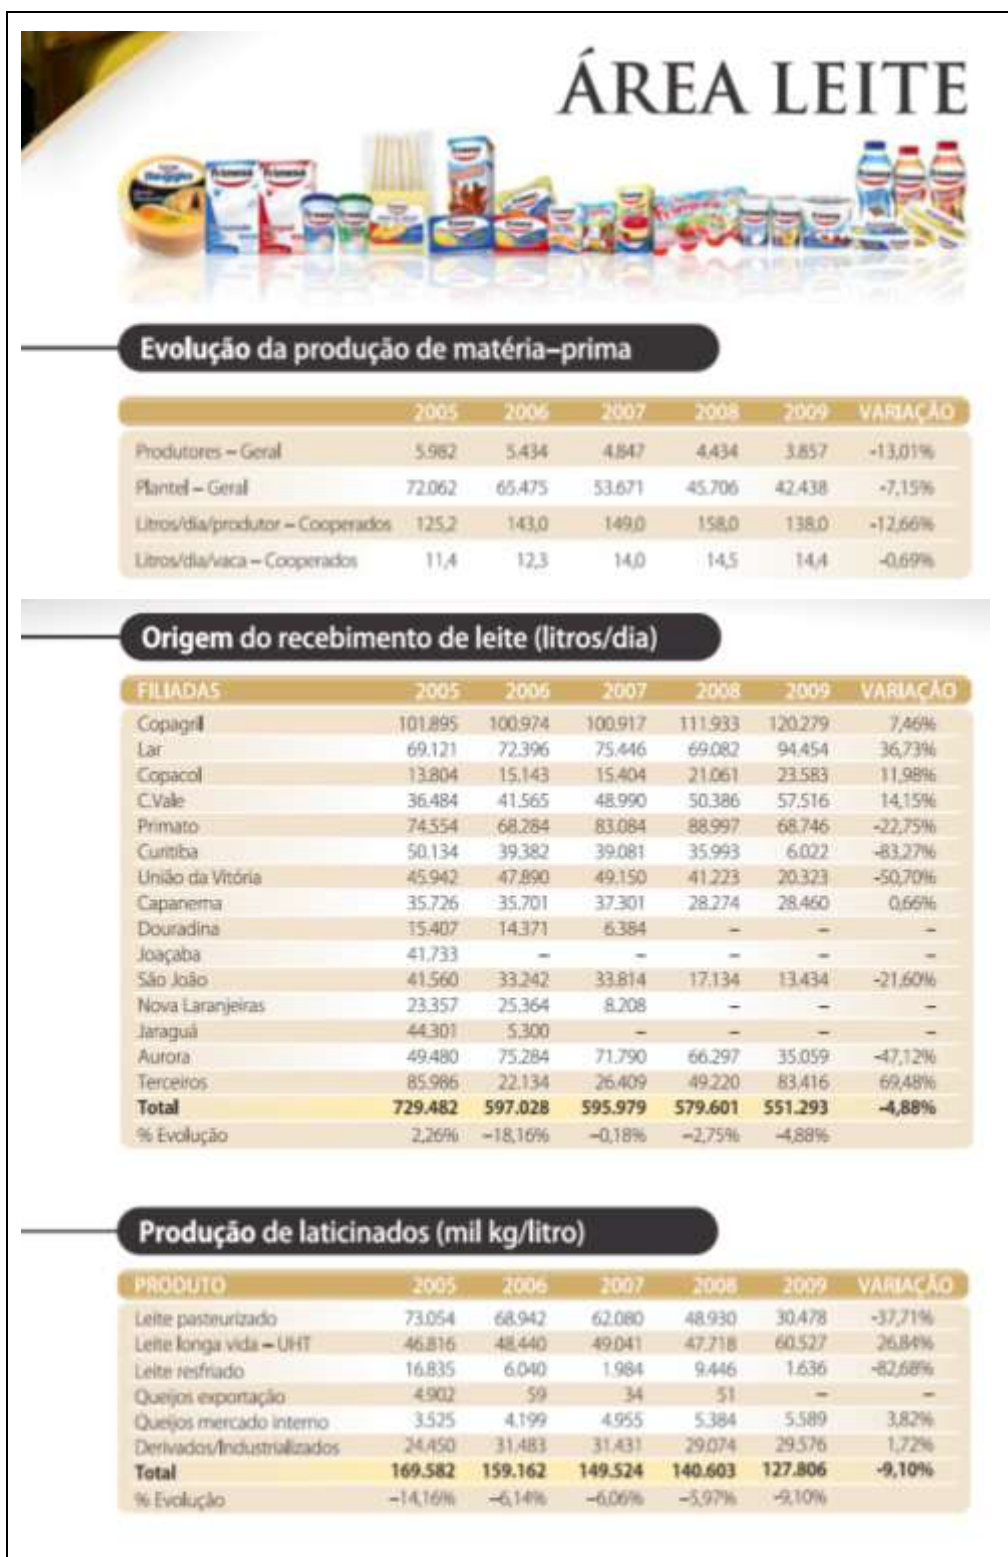 ÁREA LEITE
Evolução da produção de matéria–prima
2005 2006 2007 2008 2009 VARIAÇÃO
Produtores – Geral 5.982 5.434 4.847 4.434 3.857 -13,01%
Plantel – Geral 72.062 65.475 53.671 45.706 42.438 -7,15%
Litros/dia/produtor – Cooperados 125,2 143,0 149,0 158,0 138,0 -12,66%
Litros/dia/vaca – Cooperados 11,4 12,3 14,0 14,5 14,4 -0,69%
Origem do recebimento de leite (litros/dia)
FILIADAS 2005 2006 2007 2008 2009 VARIAÇÃO
Copagril 101.895 100.974 100.917 111.933 120.279 7,46%
Lar 69.121 72.396 75.446 69.082 94.454 36,73%
Copacol 13.804 15.143 15.404 21.061 23.583 11,98%
C.Vale 36.484 41.565 48.990 50.386 57.516 14,15%
Primato 74.554 68.284 83.084 88.997 68.746 -22,75%
Curitiba 50.134 39.382 39.081 35.993 6.022 -83,27%
União da Vitória 45.942 47.890 49.150 41.223 20.323 -50,70%
Capanema 35.726 35.701 37.301 28.274 28.460 0,66%
Douradina 15.407 14.371 6.384 – – –
Joaçaba 41.733 – – – – –
São João 41.560 33.242 33.814 17.134 13.434 -21,60%
Nova Laranjeiras 23.357 25.364 8.208 – – –
Jaraguá 44.301 5.300 – – – –
Aurora 49.480 75.284 71.790 66.297 35.059 -47,12%
Terceiros 85.986 22.134 26.409 49.220 83.416 69,48%
Total 729.482 597.028 595.979 579.601 551.293 -4,88%
% Evolução 2,26% –18,16% –0,18% –2,75% –4,88%
Produção de laticinados (mil kg/litro)
PRODUTO 2005 2006 2007 2008 2009 VARIAÇÃO
Leite pasteurizado 73.054 68.942 62.080 48.930 30.478 -37,71%
Leite longa vida – UHT 46.816 48.440 49.041 47.718 60.527 26,84%
Leite resfriado 16.835 6.040 1.984 9.446 1.636 -82,68%
Queijos exportação 4.902 59 34 51 – –
Queijos mercado interno 3.525 4.199 4.955 5.384 5.589 3,82%
Derivados/Industrializados 24.450 31.483 31.431 29.074 29.576 1,72%
Total 169.582 159.162 149.524 140.603 127.806 -9,10%
% Evolução –14,16% –6,14% –6,06% –5,97% –9,10%